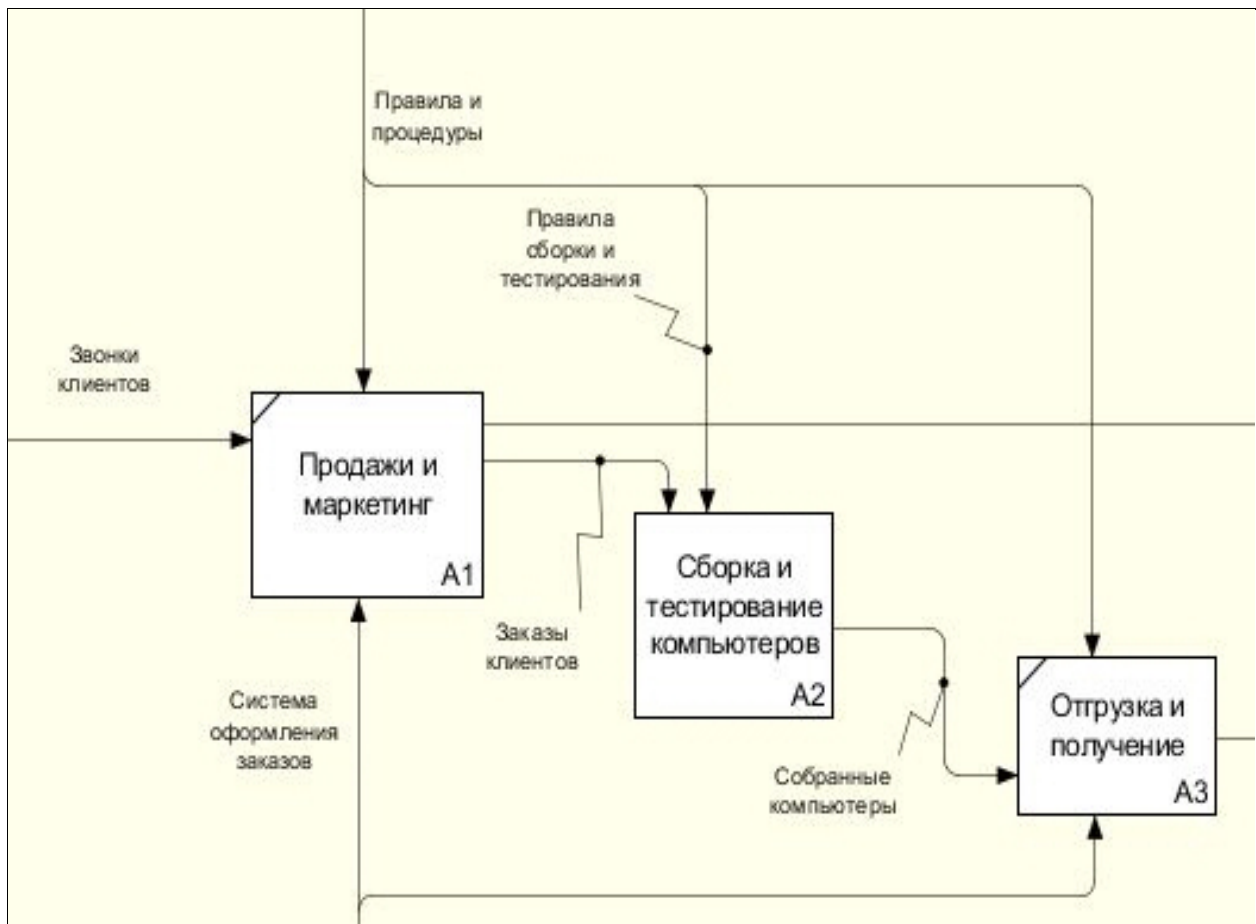 Правила и
процедуры
Правила
сборки и
тестирования
Звонки
клиентов
Продажи и
маркетинг
A1
Заказы
клиентов
Сборка и
тестирование
компьютеров
A2
Система
оформления
заказов
Отгрузка и
получение
A3
Собранные
компьютеры